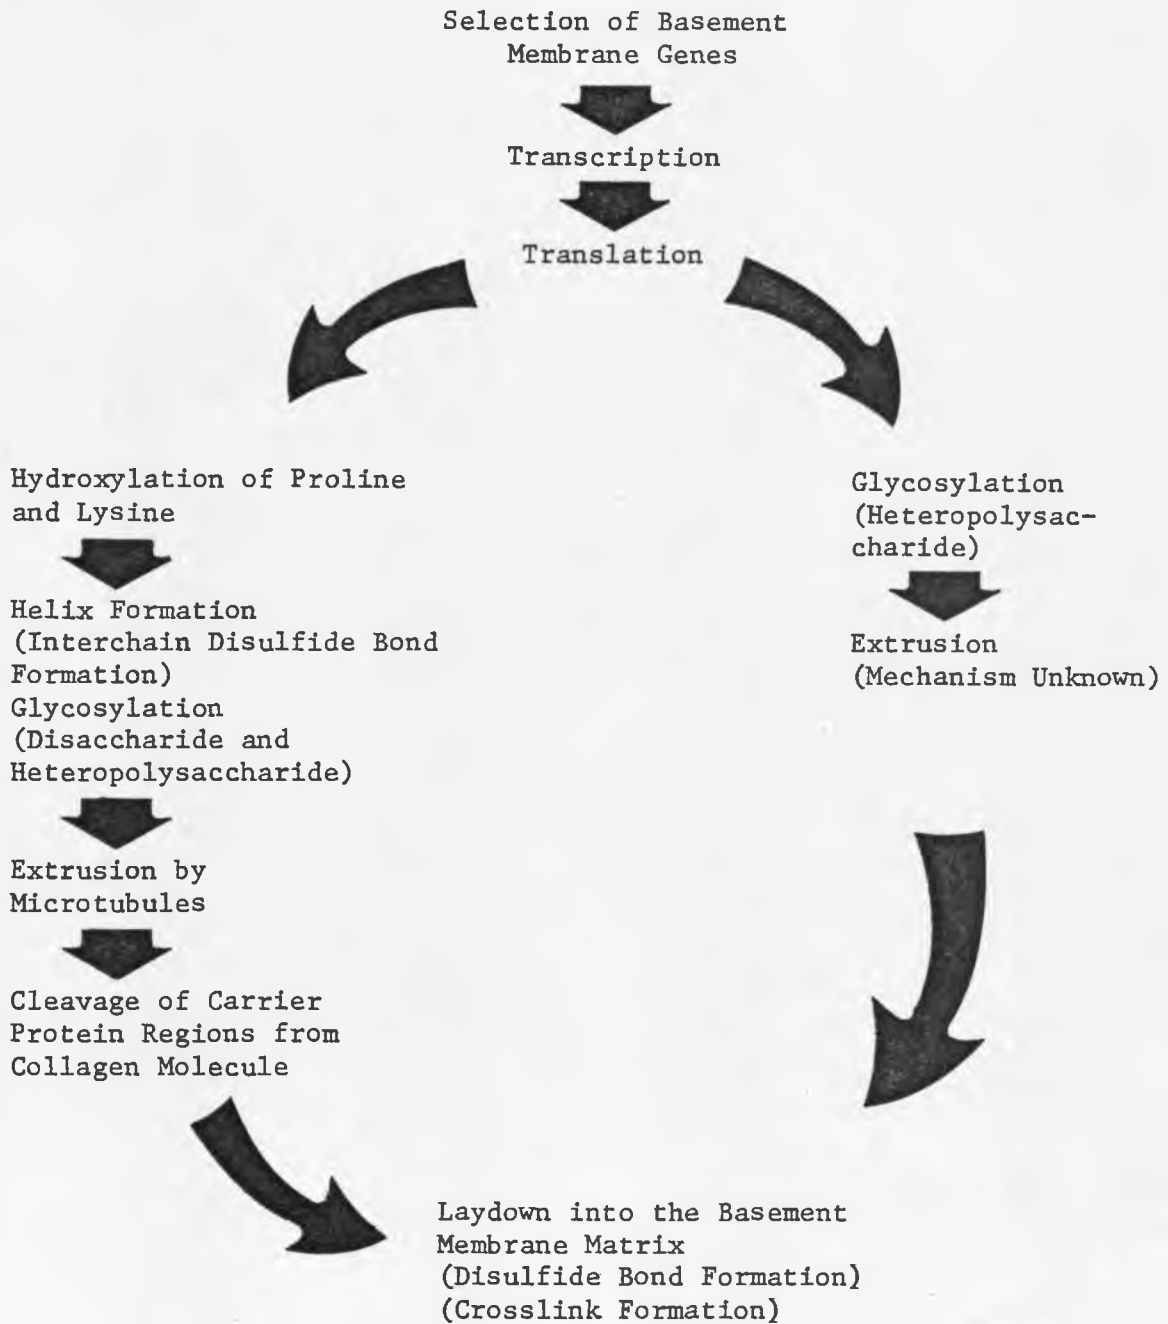 Selection of Basement
Membrane Genes
Transcription
Translation
Hydroxylation of Proline
and Lysine
Helix Formation
(Interchain Disulfide Bond
Formation)
Glycosylation
(Disaccharide and
Heteropolysaccharide)
Extrusion by
Microtubules
Cleavage of Carrier
Protein Regions from
Collagen Molecule
Glycosylation
(Heteropolysac-
charide)
Extrusion
(Mechanism Unknown)
Laydown into the Basement
Membrane Matrix
(Disulfide Bond Formation)
(Crosslink Formation)